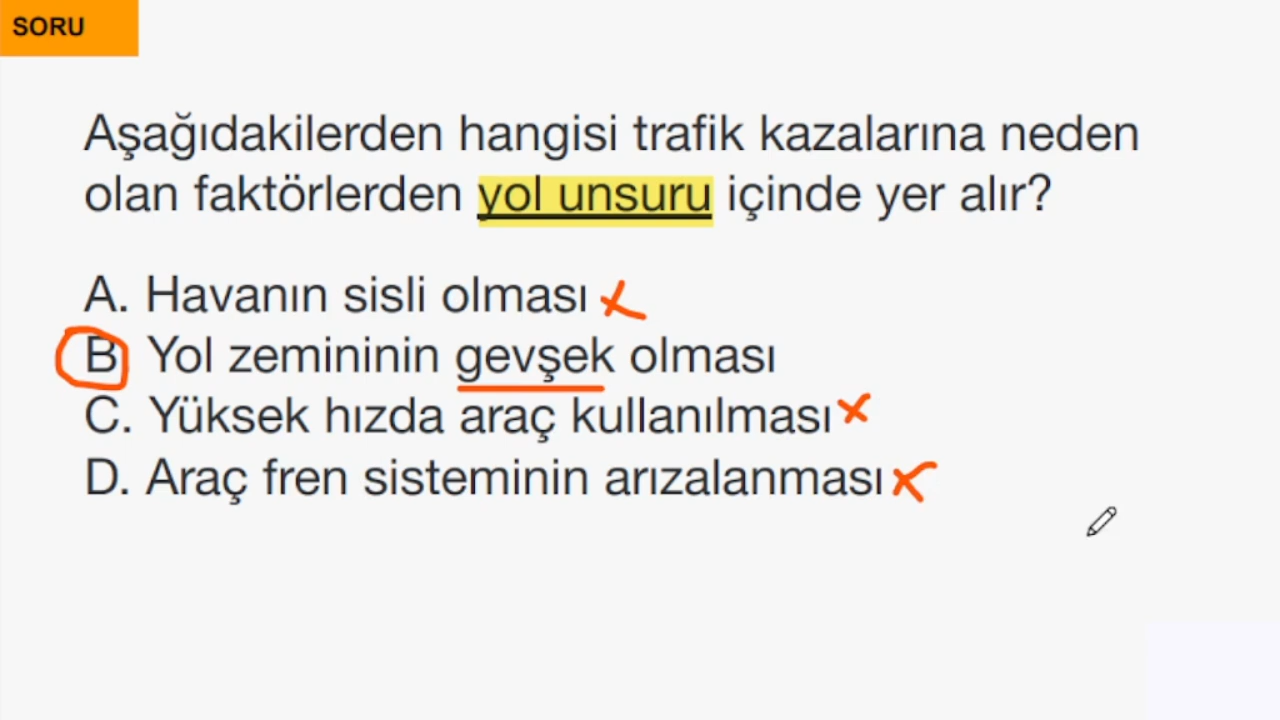 SORU
Aşağıdakilerden hangisi trafik kazalarına neden
olan faktörlerden yol unsuru içinde yer alır?
A. Havanın sisli olması
B Yol zemininin gevşek olması
C. Yüksek hızda araç kullanılması
D. Araç fren sisteminin arızalanması